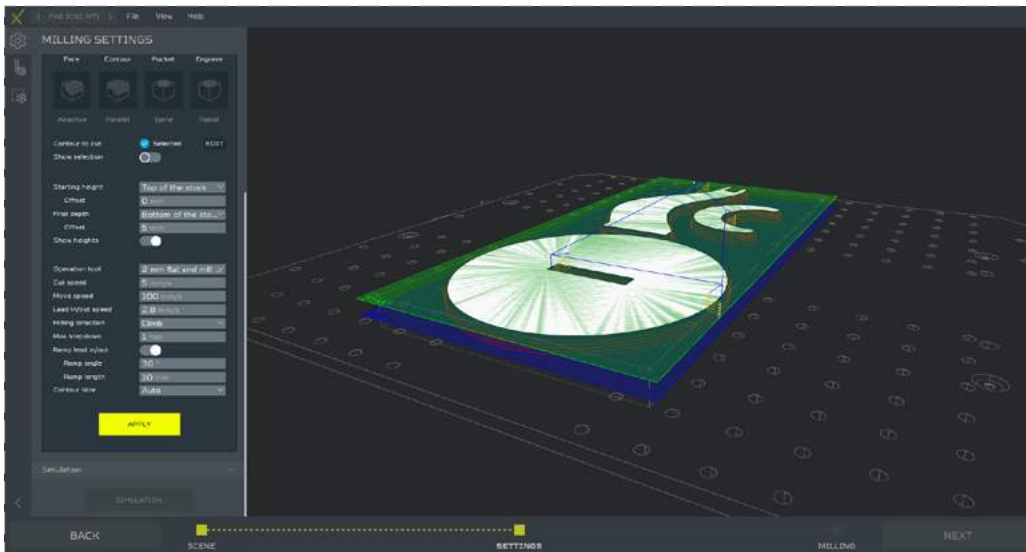 File View Help
MILLING SETTINGS
Face Contour Pocket Engrave
Adaptive Parallel Spiral Radial
Contour to cut Selected EDIT
Show selection
Starting height Top of the stock
Offset 0 mm
Final depth Bottom of the sto...
Offset 5 mm
Show heights
Operation tool 2 mm flat end mill ...
Cut speed 5 mm/s
Move speed 100 mm/s
Lead in/out speed 2.0 mm/s
Milling direction Climb
Max stepdown 1 mm
Ramp lead in/out
Ramp angle 30 °
Ramp length 10 mm
Contour side Auto
APPLY
Simulation
SIMULATION
BACK SCENE SETTINGS MILLING NEXT